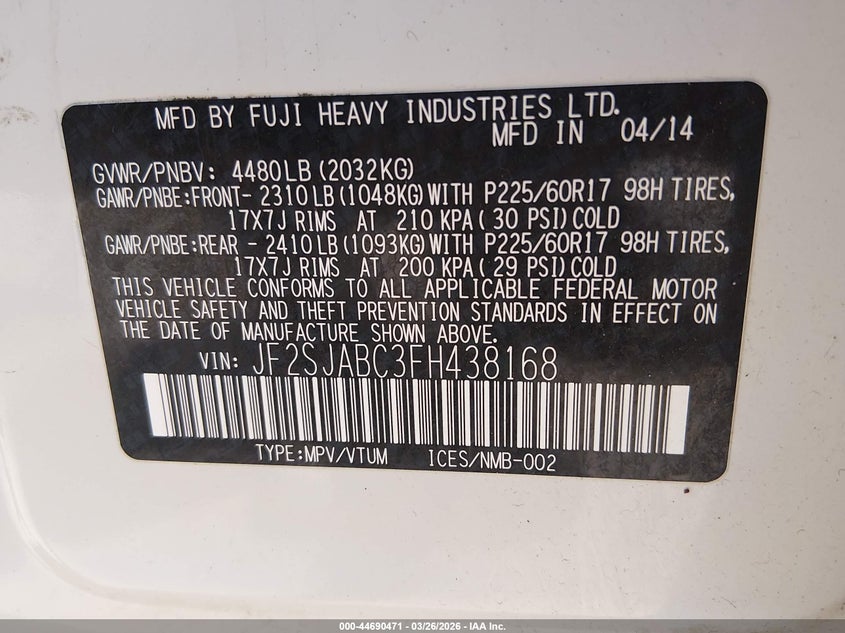 MFD BY FUJI HEAVY INDUSTRIES LTD.
MFD IN 04/14
GVWR/PNBV: 4480LB (2032KG)
GAWR/PNBE:FRONT- 2310LB (1048KG) WITH P225/60R17 98H TIRES,
17X7J RIMS AT 210 KPA( 30 PSI)COLD
GAWR/PNBE:REAR - 2410LB (1093KG) WITH P225/60R17 98H TIRES,
17X7J RIMS AT 200 KPA( 29 PSI)COLD
THIS VEHICLE CONFORMS TO ALL APPLICABLE FEDERAL MOTOR
VEHICLE SAFETY AND THEFT PREVENTION STANDARDS IN EFFECT ON
THE DATE OF MANUFACTURE SHOWN ABOVE.
VIN: JF2SJABC3FH438168
TYPE:MPV/VTUM ICES/NMB-002
000-44690471 | 03/26/2026 - IAA Inc.